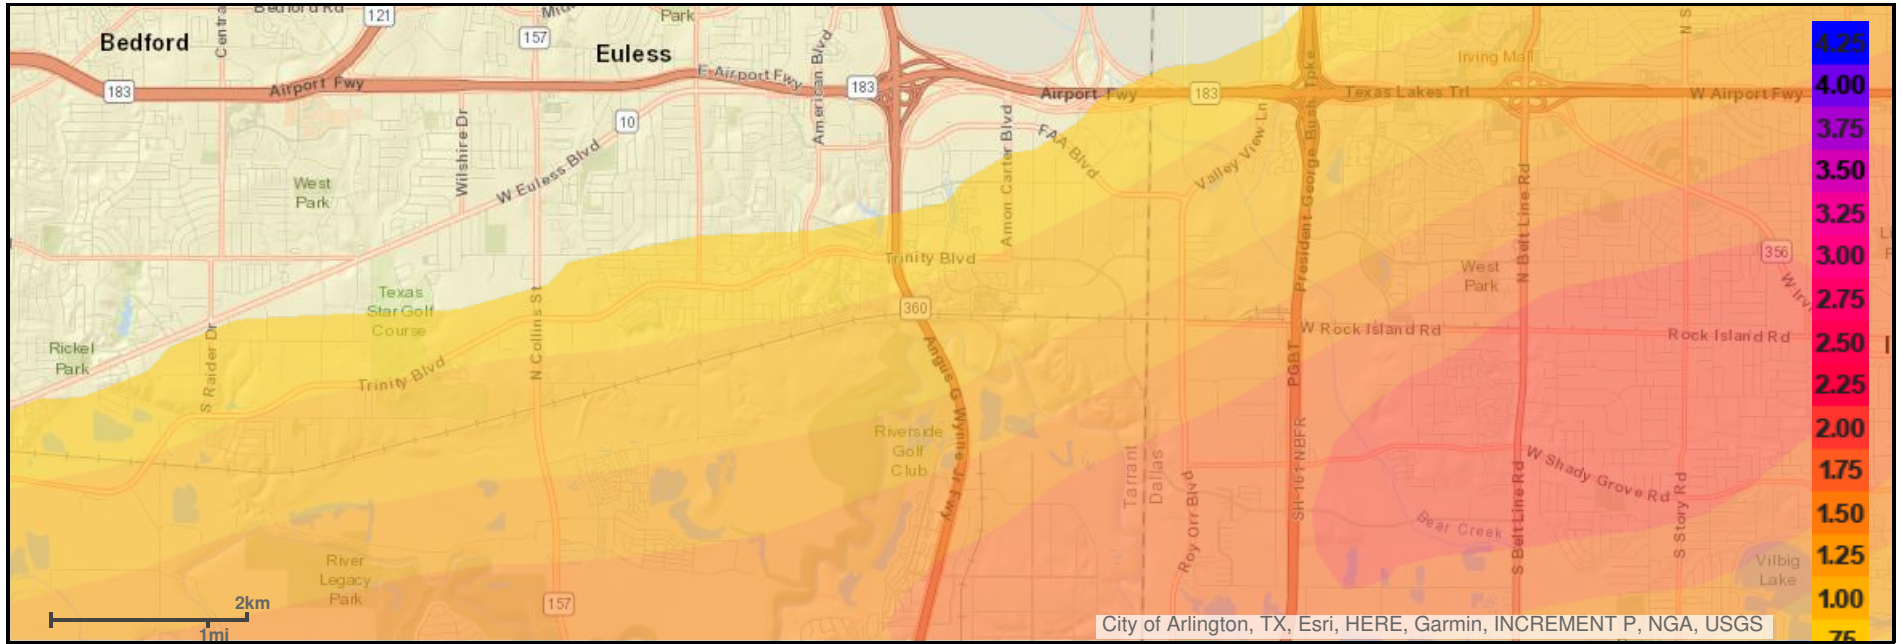 Bedford Rd
121
Park
157
Bedford
Euless
183
Airport Fwy
E Airport Fwy
American Blvd
183
Airport Fwy
183
President George Bush Tpke
Texas Lakes Trl
Irving Mall
W Airport Fwy
10
Wilshire Dr
W Euless Blvd
West
Park
FAA Blvd
Amon Carter Blvd
Valley View Ln
N Belt Line Rd
Trinity Blvd
356
West
Park
Texas
Star Golf
Course
360
W Rock Island Rd
Rock Island Rd
N Collins St
S Raider Dr
Rickel
Park
Trinity Blvd
Angus G Wynne Jr Fwy
PGBT
Riverside
Golf
Club
Tarrant
Dallas
SH-161 NBFR
Roy Orr Blvd
W Shady Grove Rd
Bear Creek
S Belt Line Rd
S Story Rd
River
Legacy
Park
157
Vilbig
Lake
2km
1mi
City of Arlington, TX, Esri, HERE, Garmin, INCREMENT P, NGA, USGS
4.25
4.00
3.75
3.50
3.25
3.00
2.75
2.50
2.25
2.00
1.75
1.50
1.25
1.00
.75